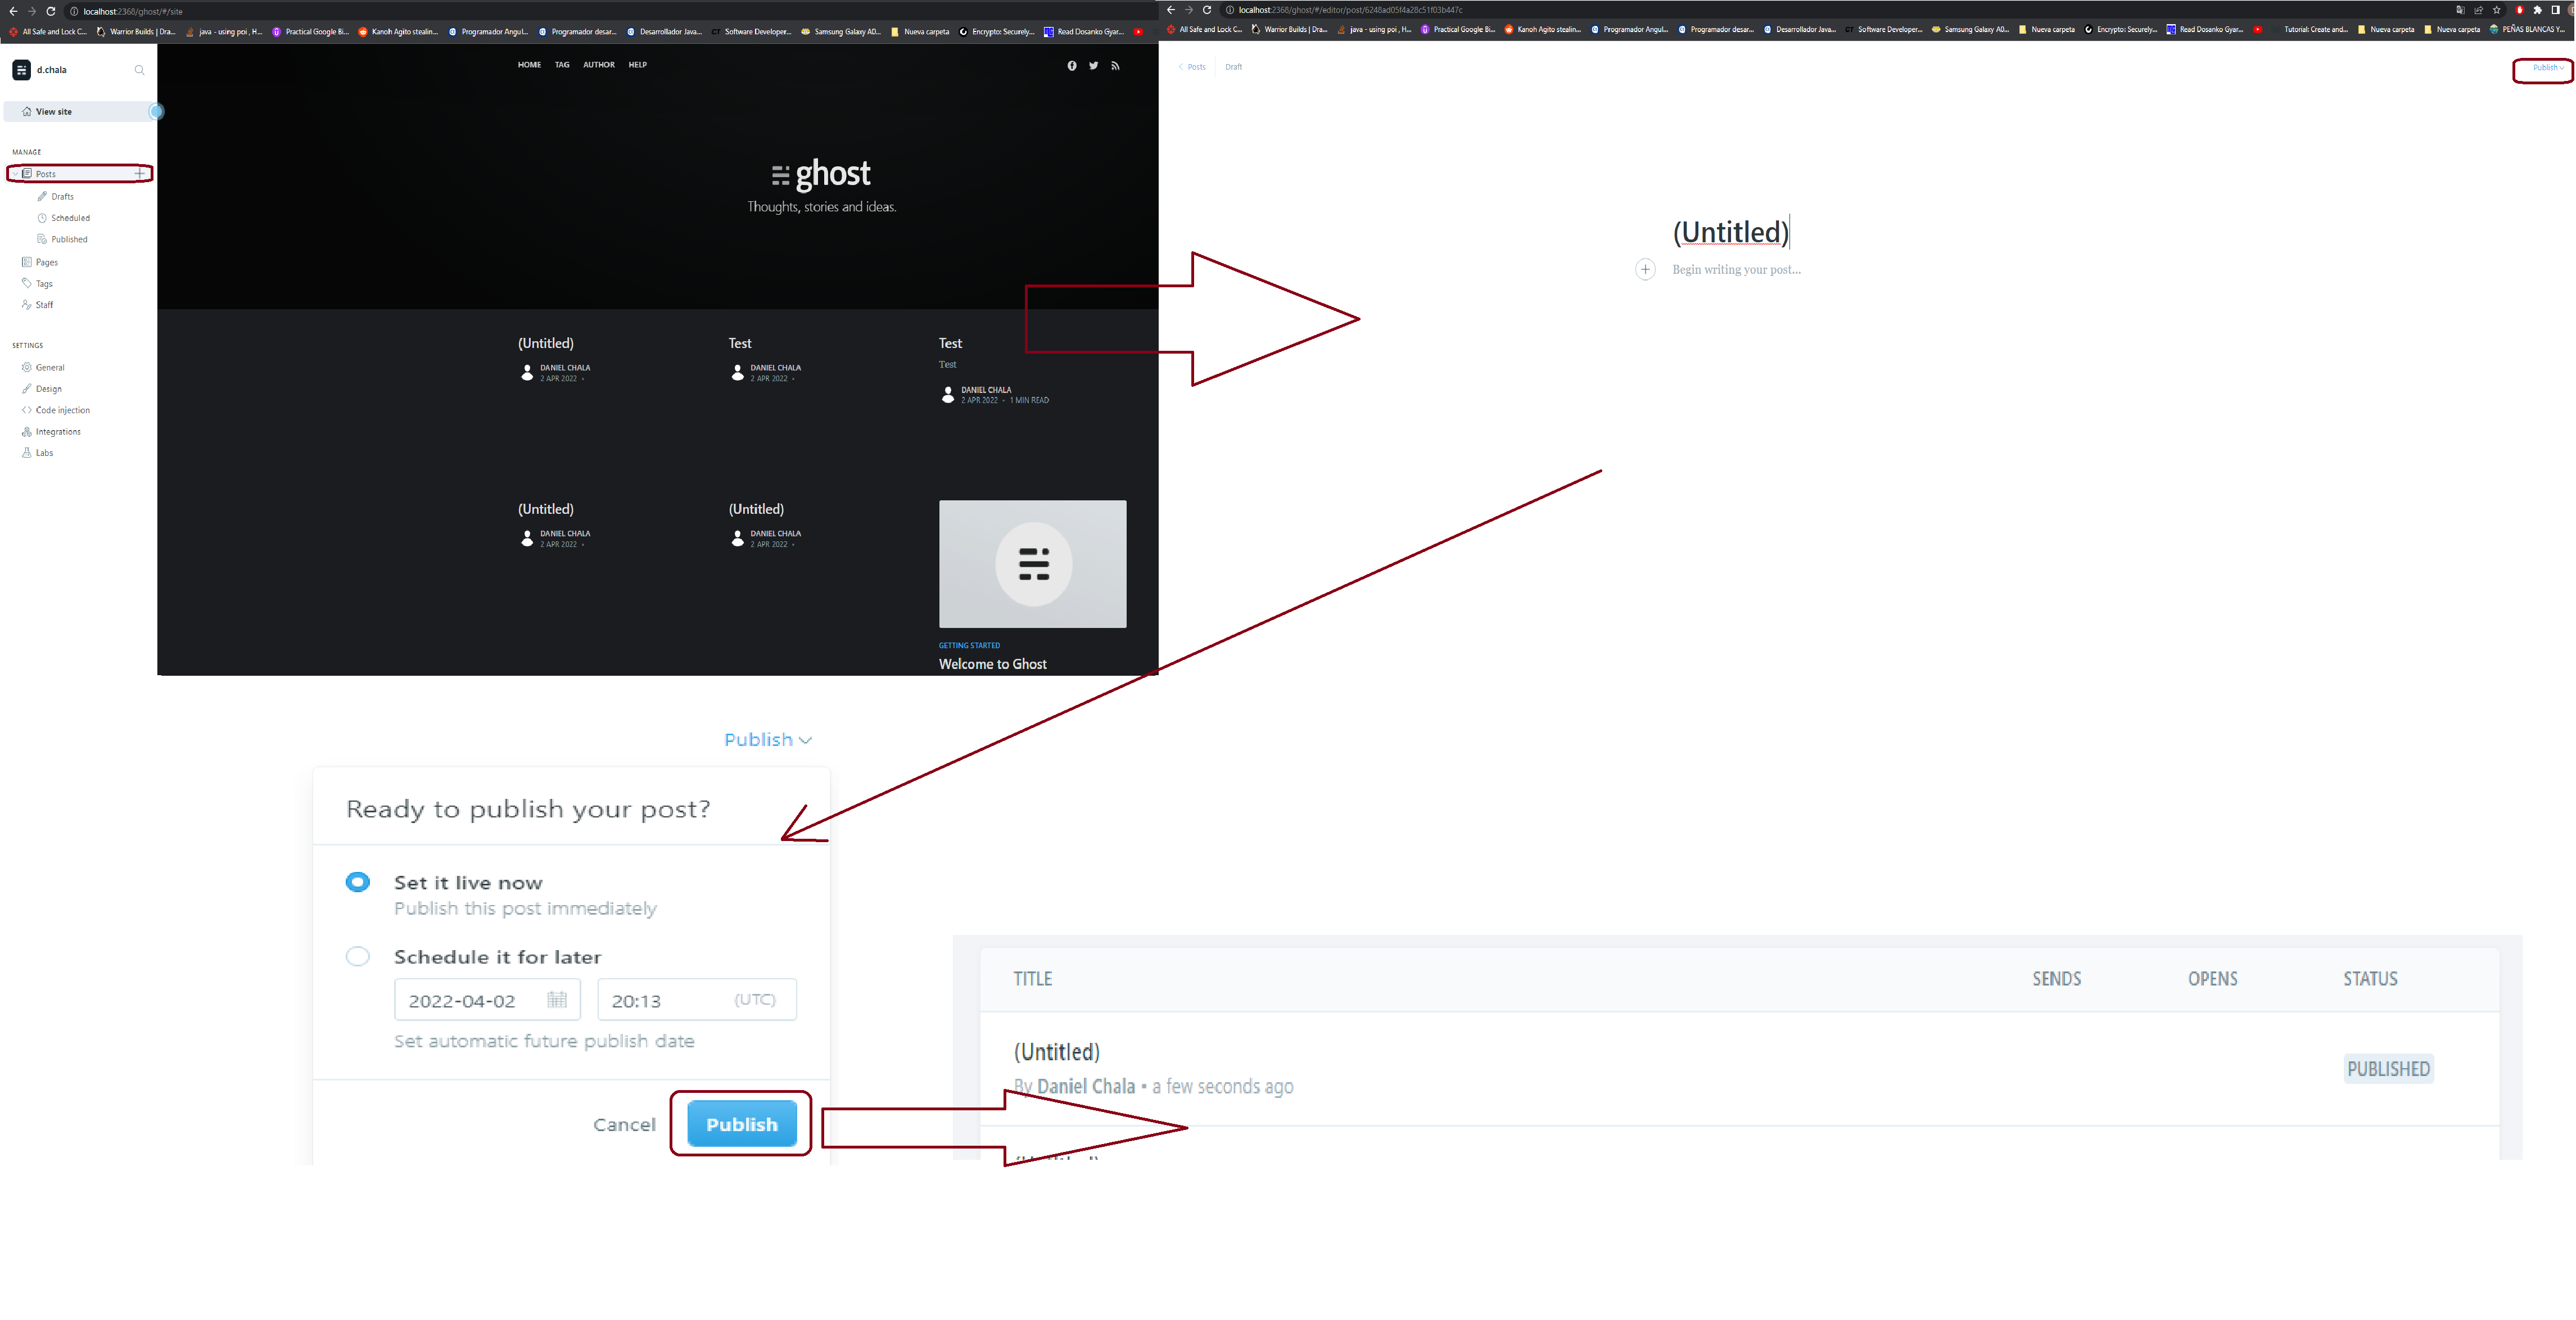 localhost:2368/ghost/#/site
All Safe and Lock C... Warrior Builds | Dra... java - using poi , H... Practical Google Bi... Kanoh Agito stealin... Programador Angul... Programador desar... Desarrollador Java... CT Software Developer... Samsung Galaxy A0... Nueva carpeta Encrypto: Securely... Read Dosanko Gyar...
d.chala
View site
MANAGE
Posts
Drafts
Scheduled
Published
Pages
Tags
Staff
SETTINGS
General
Design
Code injection
Integrations
Labs
HOME TAG AUTHOR HELP
ghost
Thoughts, stories and ideas.
(Untitled)
DANIEL CHALA
2 APR 2022 •
Test
DANIEL CHALA
2 APR 2022 •
Test
Test
DANIEL CHALA
2 APR 2022 • 1 MIN READ
(Untitled)
DANIEL CHALA
2 APR 2022 •
(Untitled)
DANIEL CHALA
2 APR 2022 •
GETTING STARTED
Welcome to Ghost
localhost:2368/ghost/#/editor/post/6248ad05f4a28c51f03b447c
All Safe and Lock C... Warrior Builds | Dra... java - using poi , H... Practical Google Bi... Kanoh Agito stealin... Programador Angul... Programador desar... Desarrollador Java... CT Software Developer... Samsung Galaxy A0... Nueva carpeta Encrypto: Securely... Read Dosanko Gyar... Tutorial: Create and... Nueva carpeta Nueva carpeta PEÑAS BLANCAS Y...
Posts Draft
Publish
(Untitled)
Begin writing your post...
Publish
Ready to publish your post?
Set it live now
Publish this post immediately
Schedule it for later
2022-04-02 20:13 (UTC)
Set automatic future publish date
Cancel Publish
TITLE SENDS OPENS STATUS
(Untitled)
By Daniel Chala • a few seconds ago
PUBLISHED